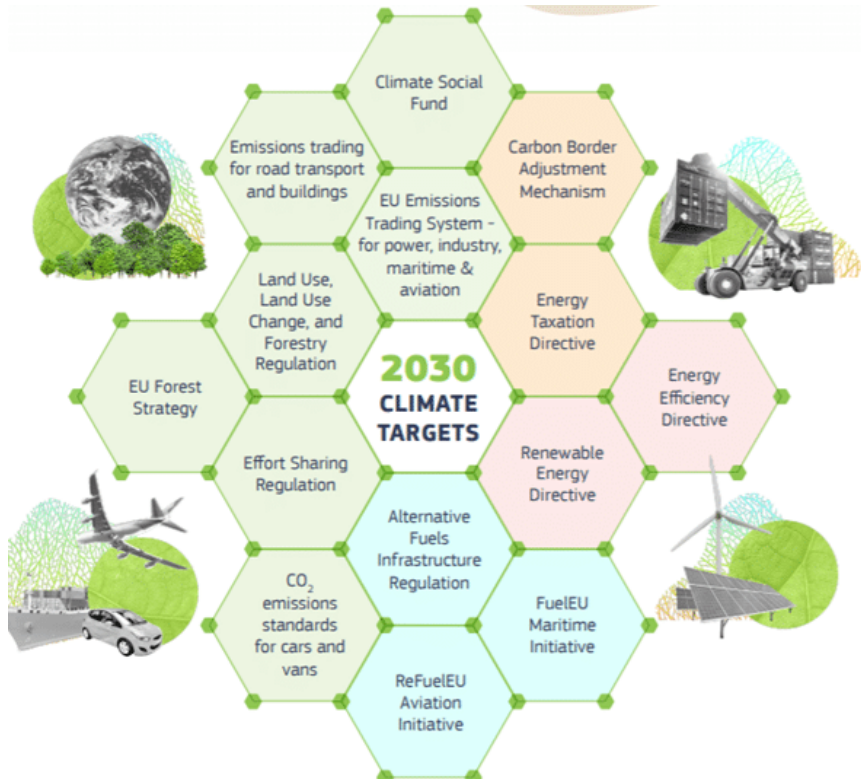 Climate Social
Fund
Emissions trading
for road transport
and buildings
Carbon Border
Adjustment
Mechanism
EU Emissions
Trading System -
for power, industry,
maritime &
aviation
Land Use,
Land Use
Change, and
Forestry
Regulation
Energy
Taxation
Directive
EU Forest
Strategy
2030
CLIMATE
TARGETS
Energy
Efficiency
Directive
Effort Sharing
Regulation
Renewable
Energy
Directive
Alternative
Fuels
Infrastructure
Regulation
CO₂
emissions
standards
for cars and
vans
FuelEU
Maritime
Initiative
ReFuelEU
Aviation
Initiative